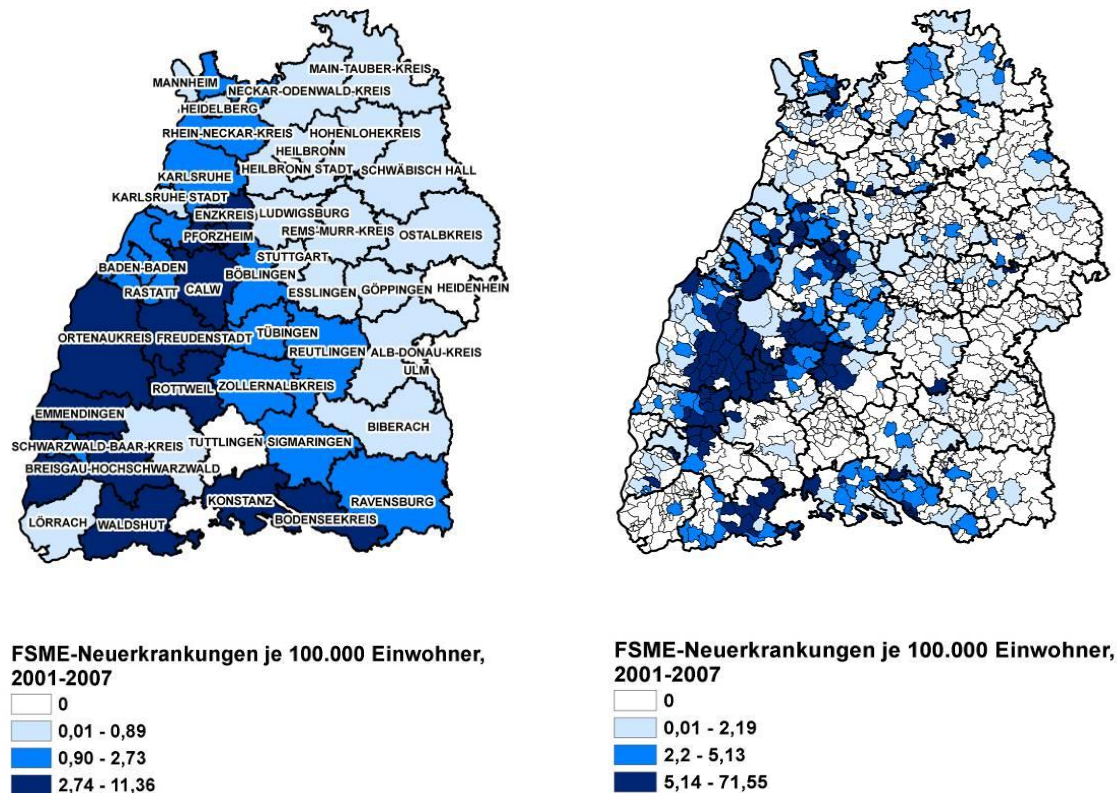 MAIN-TAUBER-KREIS
MANNHEIM
NECKAR-ODENWALD-KREIS
HEIDELBERG
RHEIN-NECKAR-KREIS
HOHENLOHEKREIS
HEILBRONN
HEILBRONN STADT
SCHWÄBISCH HALL
KARLSRUHE
KARLSRUHE STADT
ENZKREIS
LUDWIGSBURG
REMS-MURR-KREIS
OSTALBKREIS
PFORZHEIM
STUTTGART
BADEN-BADEN
BÖBLINGEN
RASTATT
CALW
ESSLINGEN
GÖPPINGEN
HEIDENHEIN
ORTENAUKREIS
FREUDENSTADT
TÜBINGEN
REUTLINGEN
ALB-DONAU-KREIS
ULM
ROTTWEIL
ZOLLERNALBKREIS
EMMENDINGEN
BIBERACH
SCHWARZWALD-BAAR-KREIS
TUTTLINGEN
SIGMARINGEN
BREISGAU-HOCHSCHWARZWALD
KONSTANZ
RAVENSBURG
LÖRRACH
WALDSHUT
BODENSEEKREIS
FSME-Neuerkrankungen je 100.000 Einwohner,
2001-2007
0
0,01 - 0,89
0,90 - 2,73
2,74 - 11,36
FSME-Neuerkrankungen je 100.000 Einwohner,
2001-2007
0
0,01 - 2,19
2,2 - 5,13
5,14 - 71,55